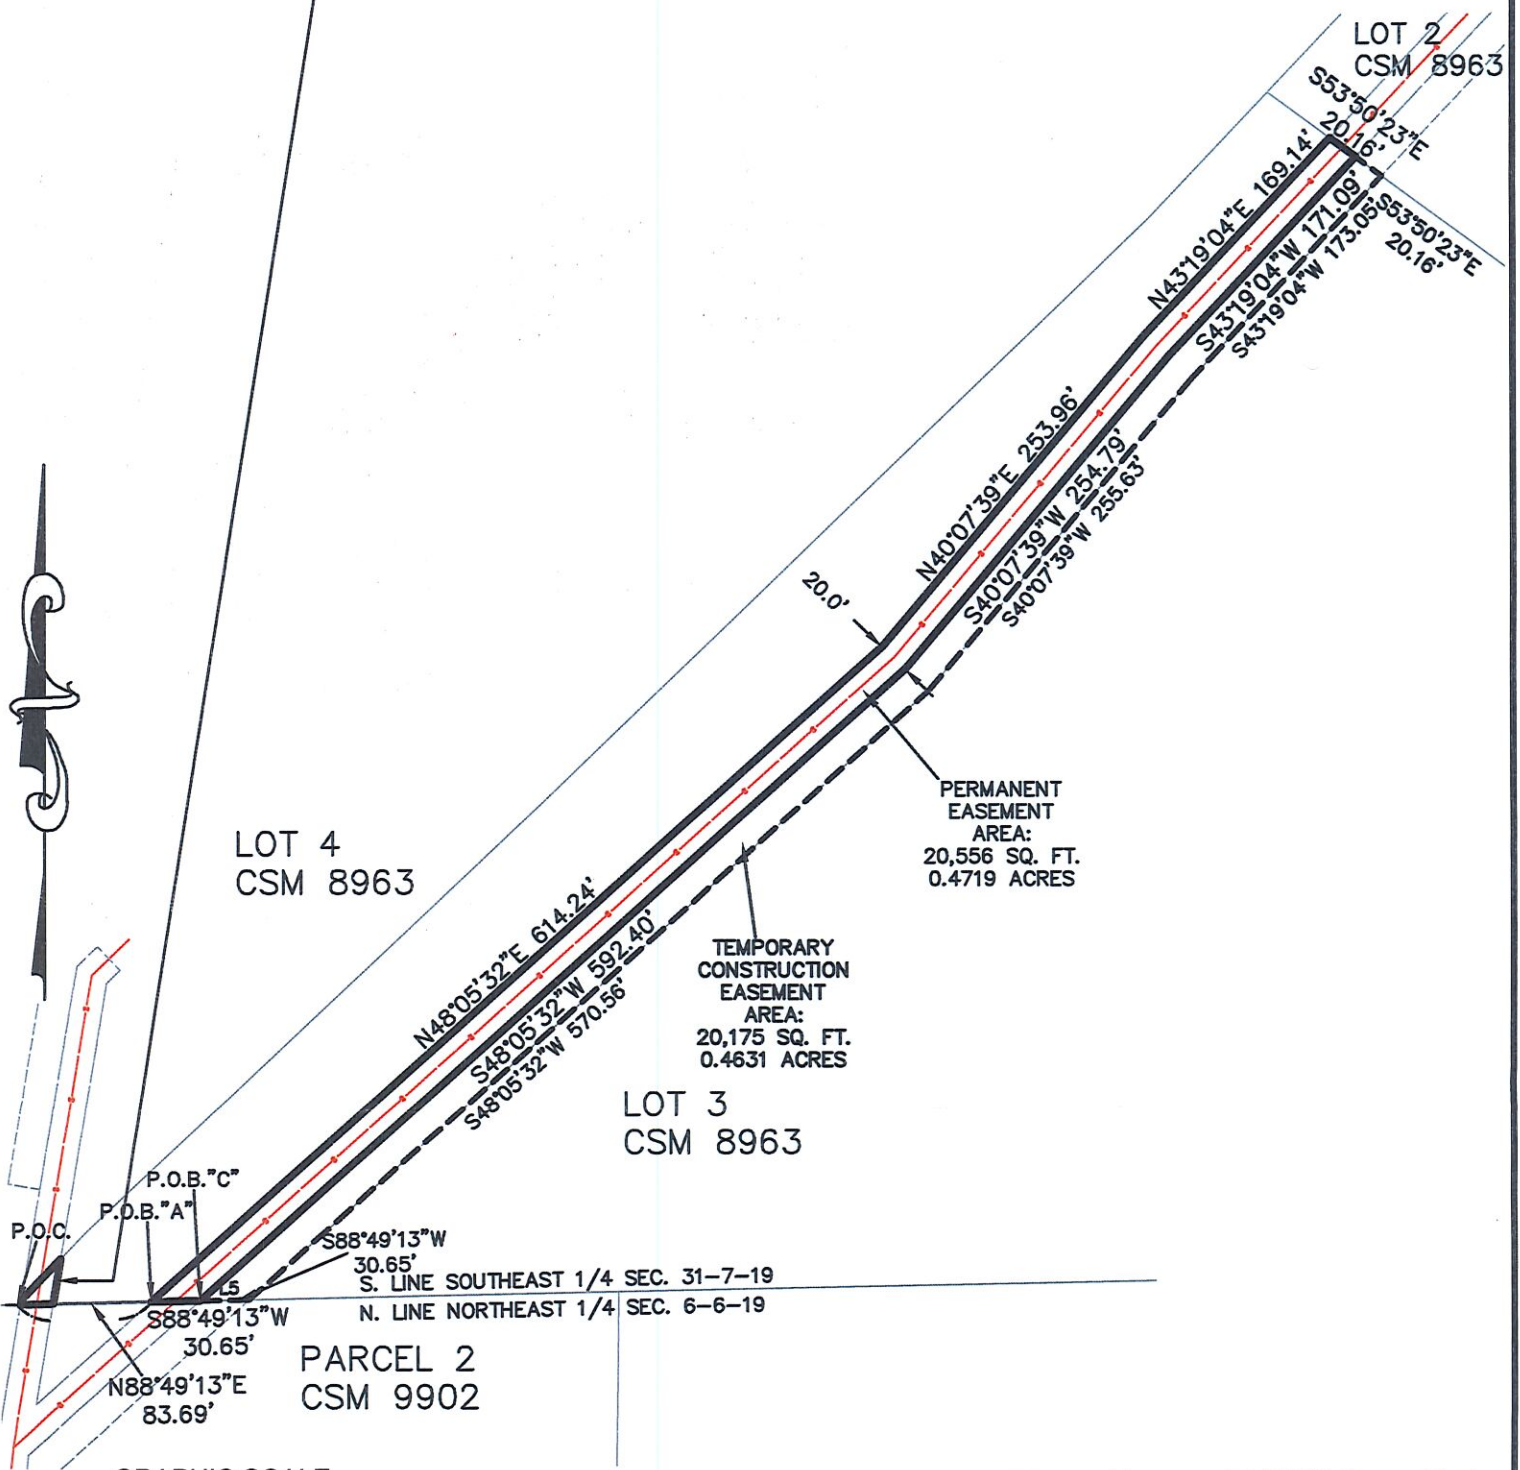 LOT 2
CSM 8963
S53°50'23"E
20.16'
N43°19'04"E 169.14'
S43°19'04"W 171.09'
S43°19'04"W 173.05'
S53°50'23"E
20.16'
N40°07'39"E 253.96'
S40°07'39"W 254.79'
S40°07'39"W 255.63'
20.0'
PERMANENT
EASEMENT
AREA:
20,556 SQ. FT.
0.4719 ACRES
LOT 4
CSM 8963
N48°05'32"E 614.24'
S48°05'32"W 592.40'
S48°05'32"W 570.56'
TEMPORARY
CONSTRUCTION
EASEMENT
AREA:
20,175 SQ. FT.
0.4631 ACRES
LOT 3
CSM 8963
P.O.B."C"
P.O.B."A"
P.O.C.
S88°49'13"W
30.65'
L5
S. LINE SOUTHEAST 1/4 SEC. 31-7-19
N. LINE NORTHEAST 1/4 SEC. 6-6-19
S88°49'13"W
30.65'
PARCEL 2
CSM 9902
N88°49'13"E
83.69'